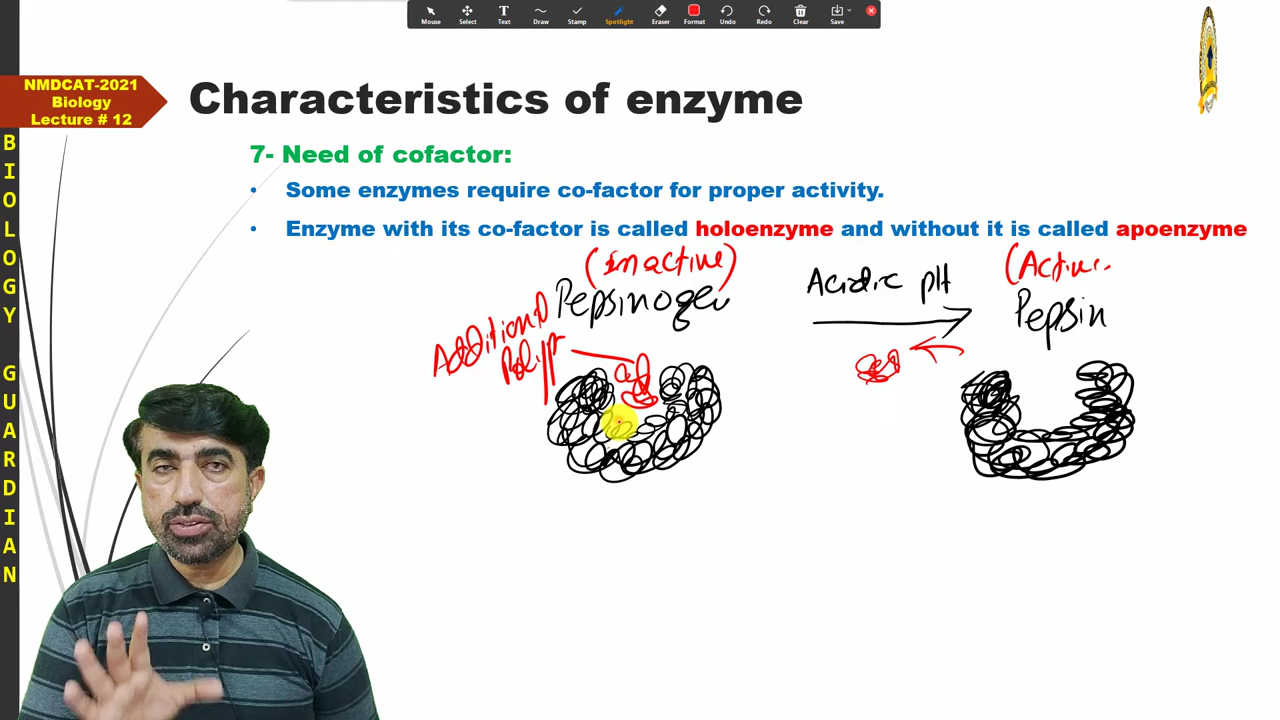 Mouse Select Text Draw Stamp Spotlight Eraser Format Undo Redo Clear Save
NMDCAT-2021
Biology
Lecture # 12
Characteristics of enzyme
BIOLOGY GUARDIAN
7- Need of cofactor:
• Some enzymes require co-factor for proper activity.
• Enzyme with its co-factor is called holoenzyme and without it is called apoenzyme
(Inactive)
Pepsinogen
Acidic pH
(Active
Pepsin
Additional